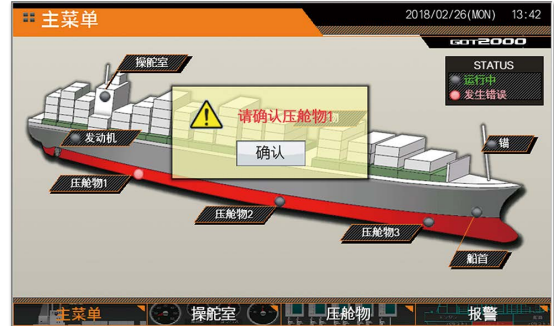 主菜单
2018/02/26(MON) 13:42
GOT2000
STATUS
运行中
发生错误
操舵室
请确认压舱物1
确认
发动机
锚
压舱物1
压舱物2
压舱物3
船首
主菜单
操舵室
压舱物
报警